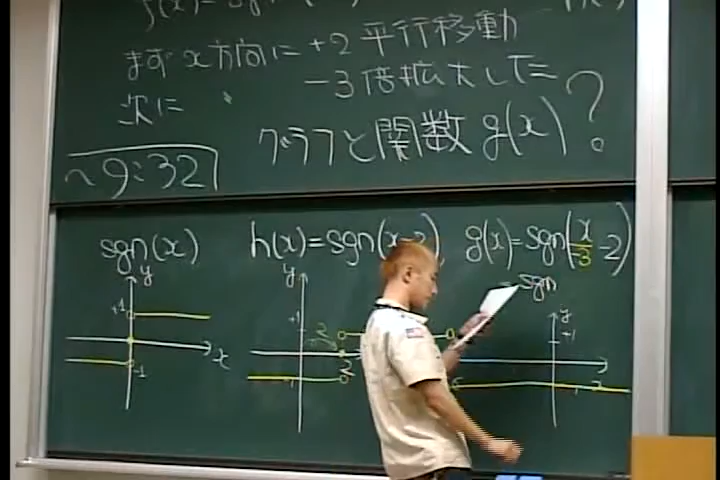 まず x 方向に +2 平行移動
次に
-3 倍拡大した
グラフと関数 g(x) ?
~9:32
sgn(x)
h(x)=sgn(x-2)
g(x)=sgn(x/3-2)
sgn
y
+1
-1
x
y
+1
2
2
y
+1